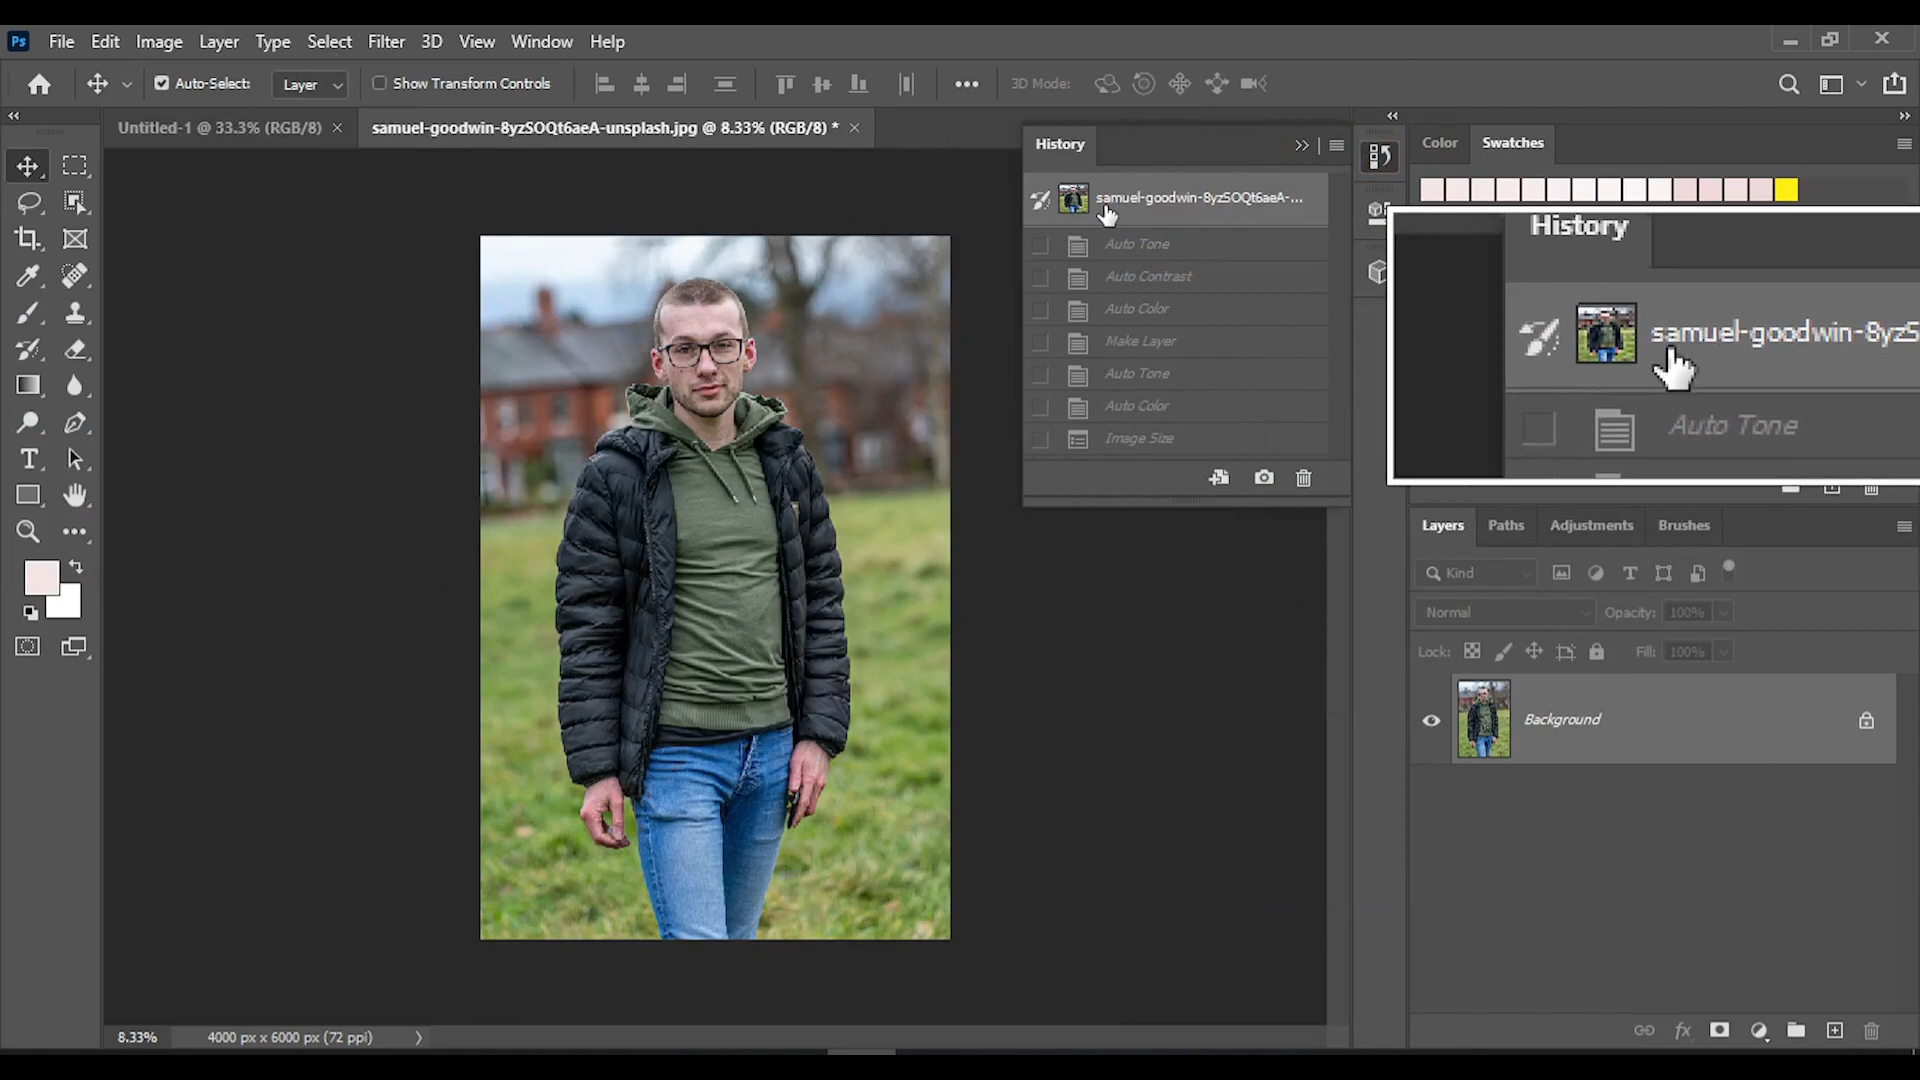 Ps File Edit Image Layer Type Select Filter 3D View Window Help
Auto-Select: Layer Show Transform Controls 3D Mode:
Untitled-1 @ 33.3% (RGB/8) samuel-goodwin-8yzSOQt6aeA-unsplash.jpg @ 8.33% (RGB/8) *
History
samuel-goodwin-8yzSOQt6aeA-...
Auto Tone
Auto Contrast
Auto Color
Make Layer
Auto Tone
Auto Color
Image Size
Color Swatches
History
samuel-goodwin-8yzS
Auto Tone
Layers Paths Adjustments Brushes
Kind
Normal Opacity: 100%
Lock: Fill: 100%
Background
fx
8.33% 4000 px x 6000 px (72 ppi)